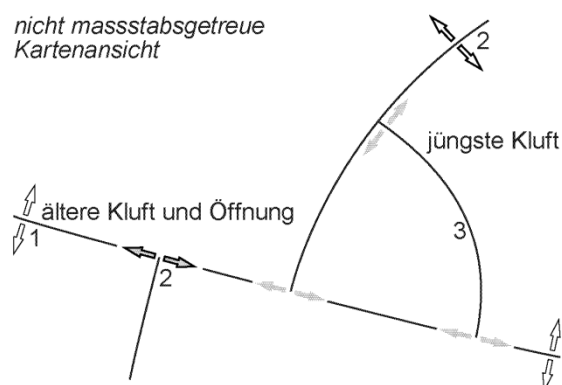 nicht massstabsgetreue
Kartenansicht
2
jüngste Kluft
ältere Kluft und Öffnung
1
3
2